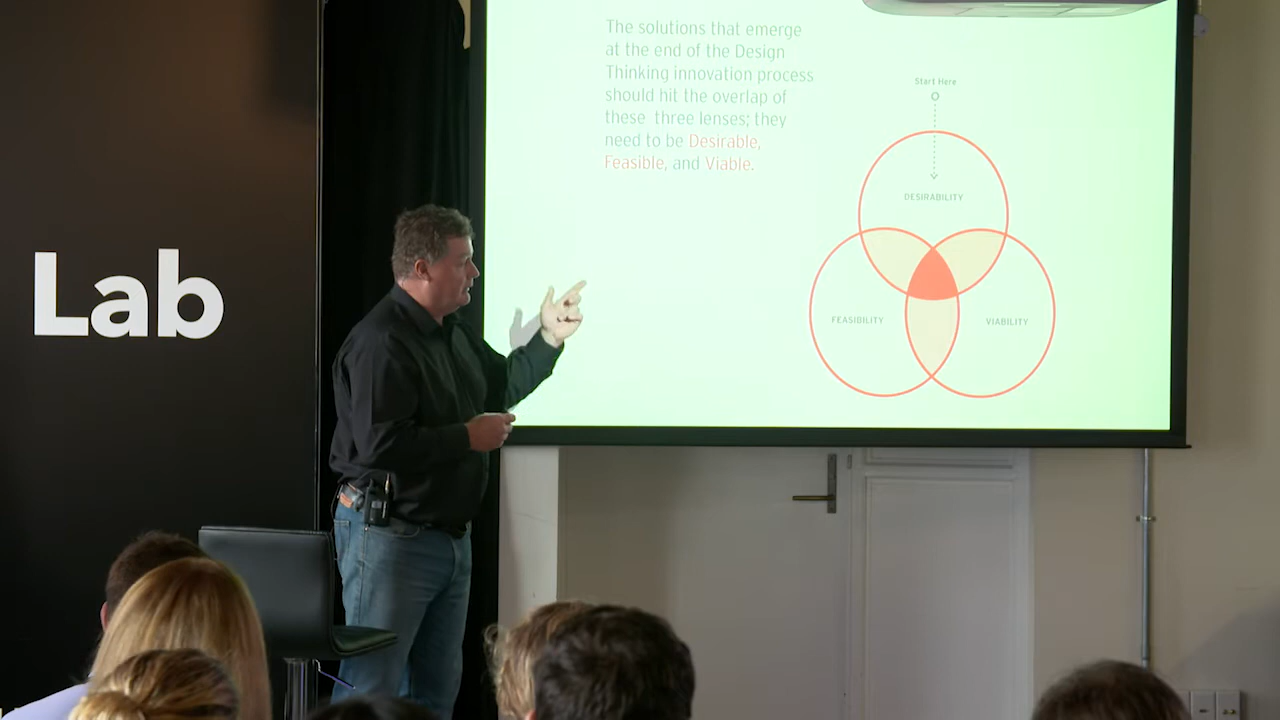 Lab
The solutions that emerge
at the end of the Design
Thinking innovation process
should hit the overlap of
these three lenses; they
need to be Desirable,
Feasible, and Viable.
Start Here
DESIRABILITY
FEASIBILITY
VIABILITY